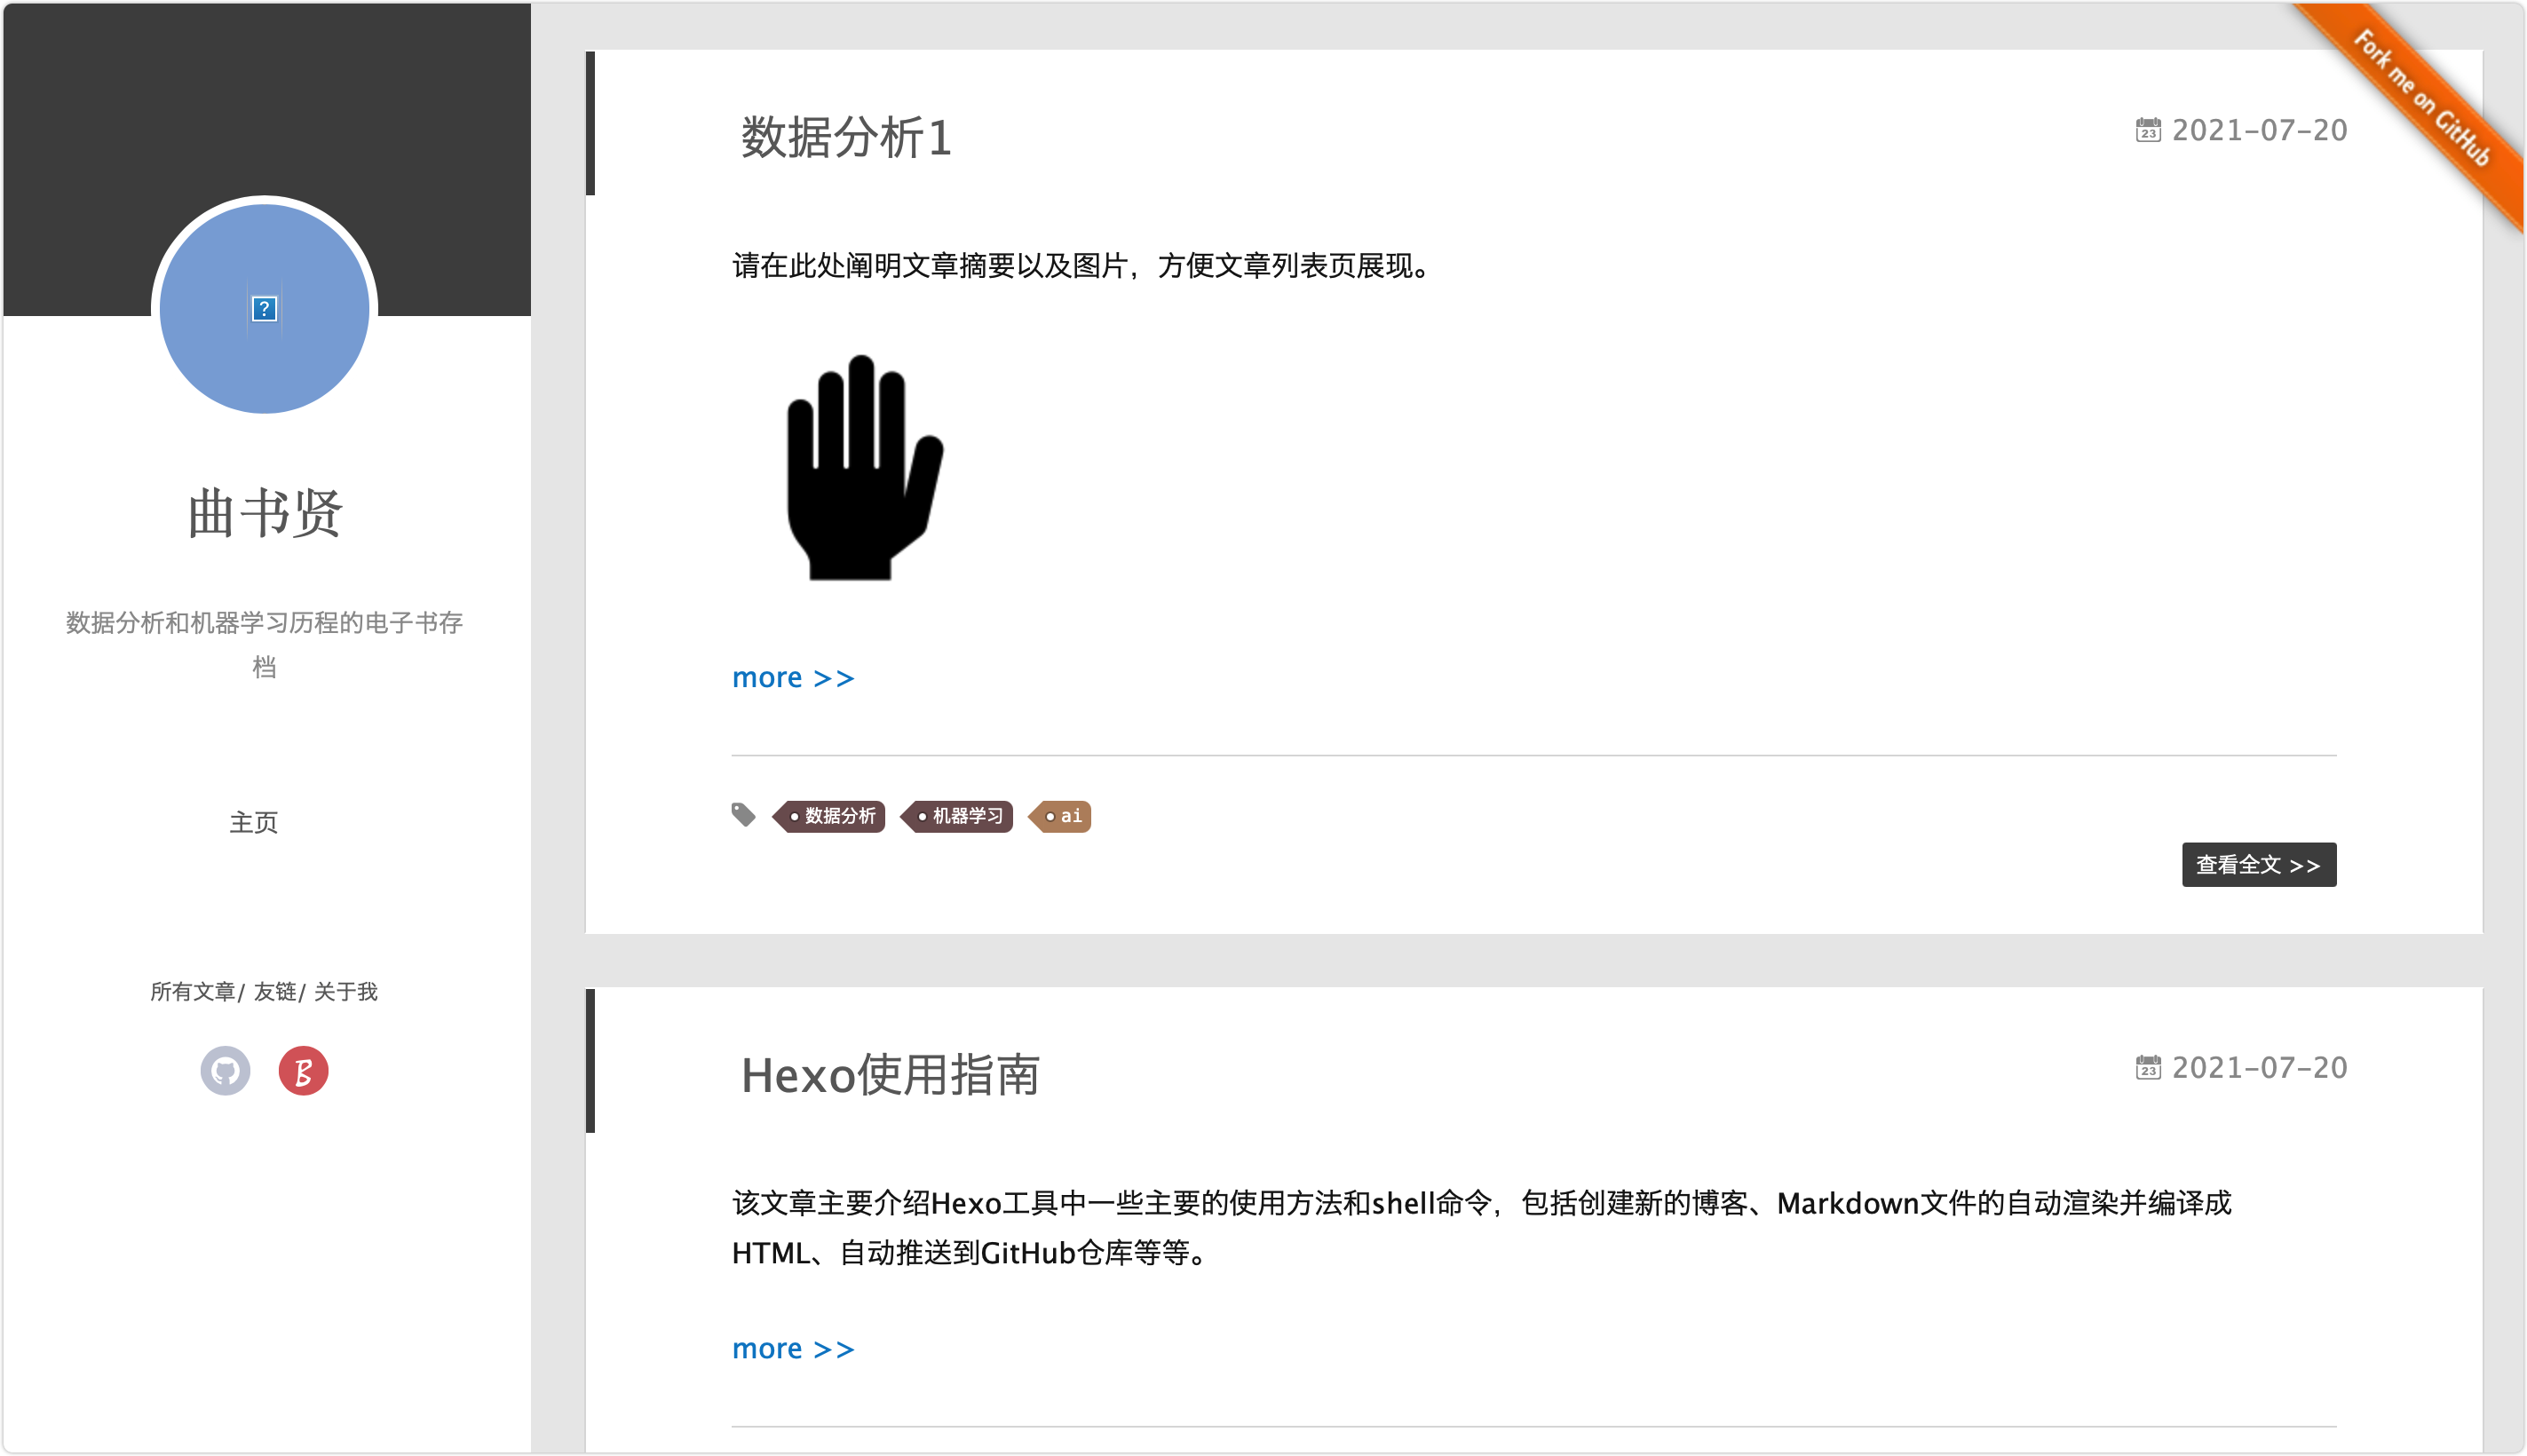 曲书贤
数据分析和机器学习历程的电子书存
档
主页
所有文章/ 友链/ 关于我
Fork me on GitHub
数据分析1
23 2021-07-20
请在此处阐明文章摘要以及图片，方便文章列表页展现。
more >>
数据分析 机器学习 ai
查看全文 >>
Hexo使用指南
23 2021-07-20
该文章主要介绍Hexo工具中一些主要的使用方法和shell命令，包括创建新的博客、Markdown文件的自动渲染并编译成
HTML、自动推送到GitHub仓库等等。
more >>